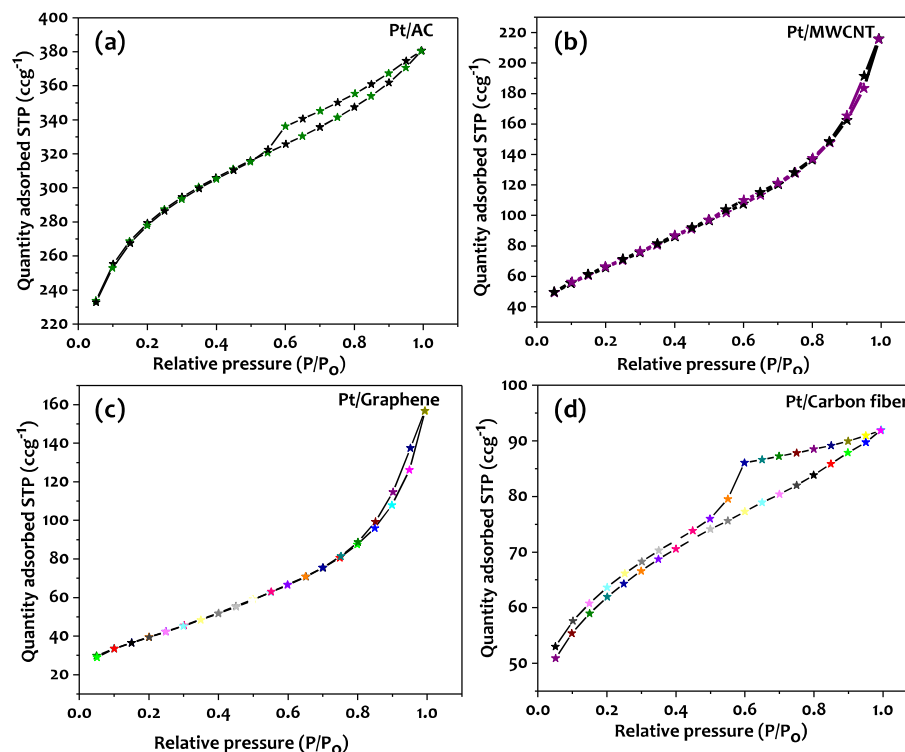 (a)
Pt/AC
Quantity adsorbed STP (ccg⁻¹)
400
380
360
340
320
300
280
260
240
220
0.0 0.2 0.4 0.6 0.8 1.0
Relative pressure (P/Pₒ)
(b)
Pt/MWCNT
Quantity adsorbed STP (ccg⁻¹)
220
200
180
160
140
120
100
80
60
40
0.0 0.2 0.4 0.6 0.8 1.0
Relative pressure (P/Pₒ)
(c)
Pt/Graphene
Quantity adsorbed STP (ccg⁻¹)
160
140
120
100
80
60
40
20
0.0 0.2 0.4 0.6 0.8 1.0
Relative pressure (P/Pₒ)
(d)
Pt/Carbon fiber
Quantity adsorbed STP (ccg⁻¹)
100
90
80
70
60
50
0.0 0.2 0.4 0.6 0.8 1.0
Relative pressure (P/Pₒ)